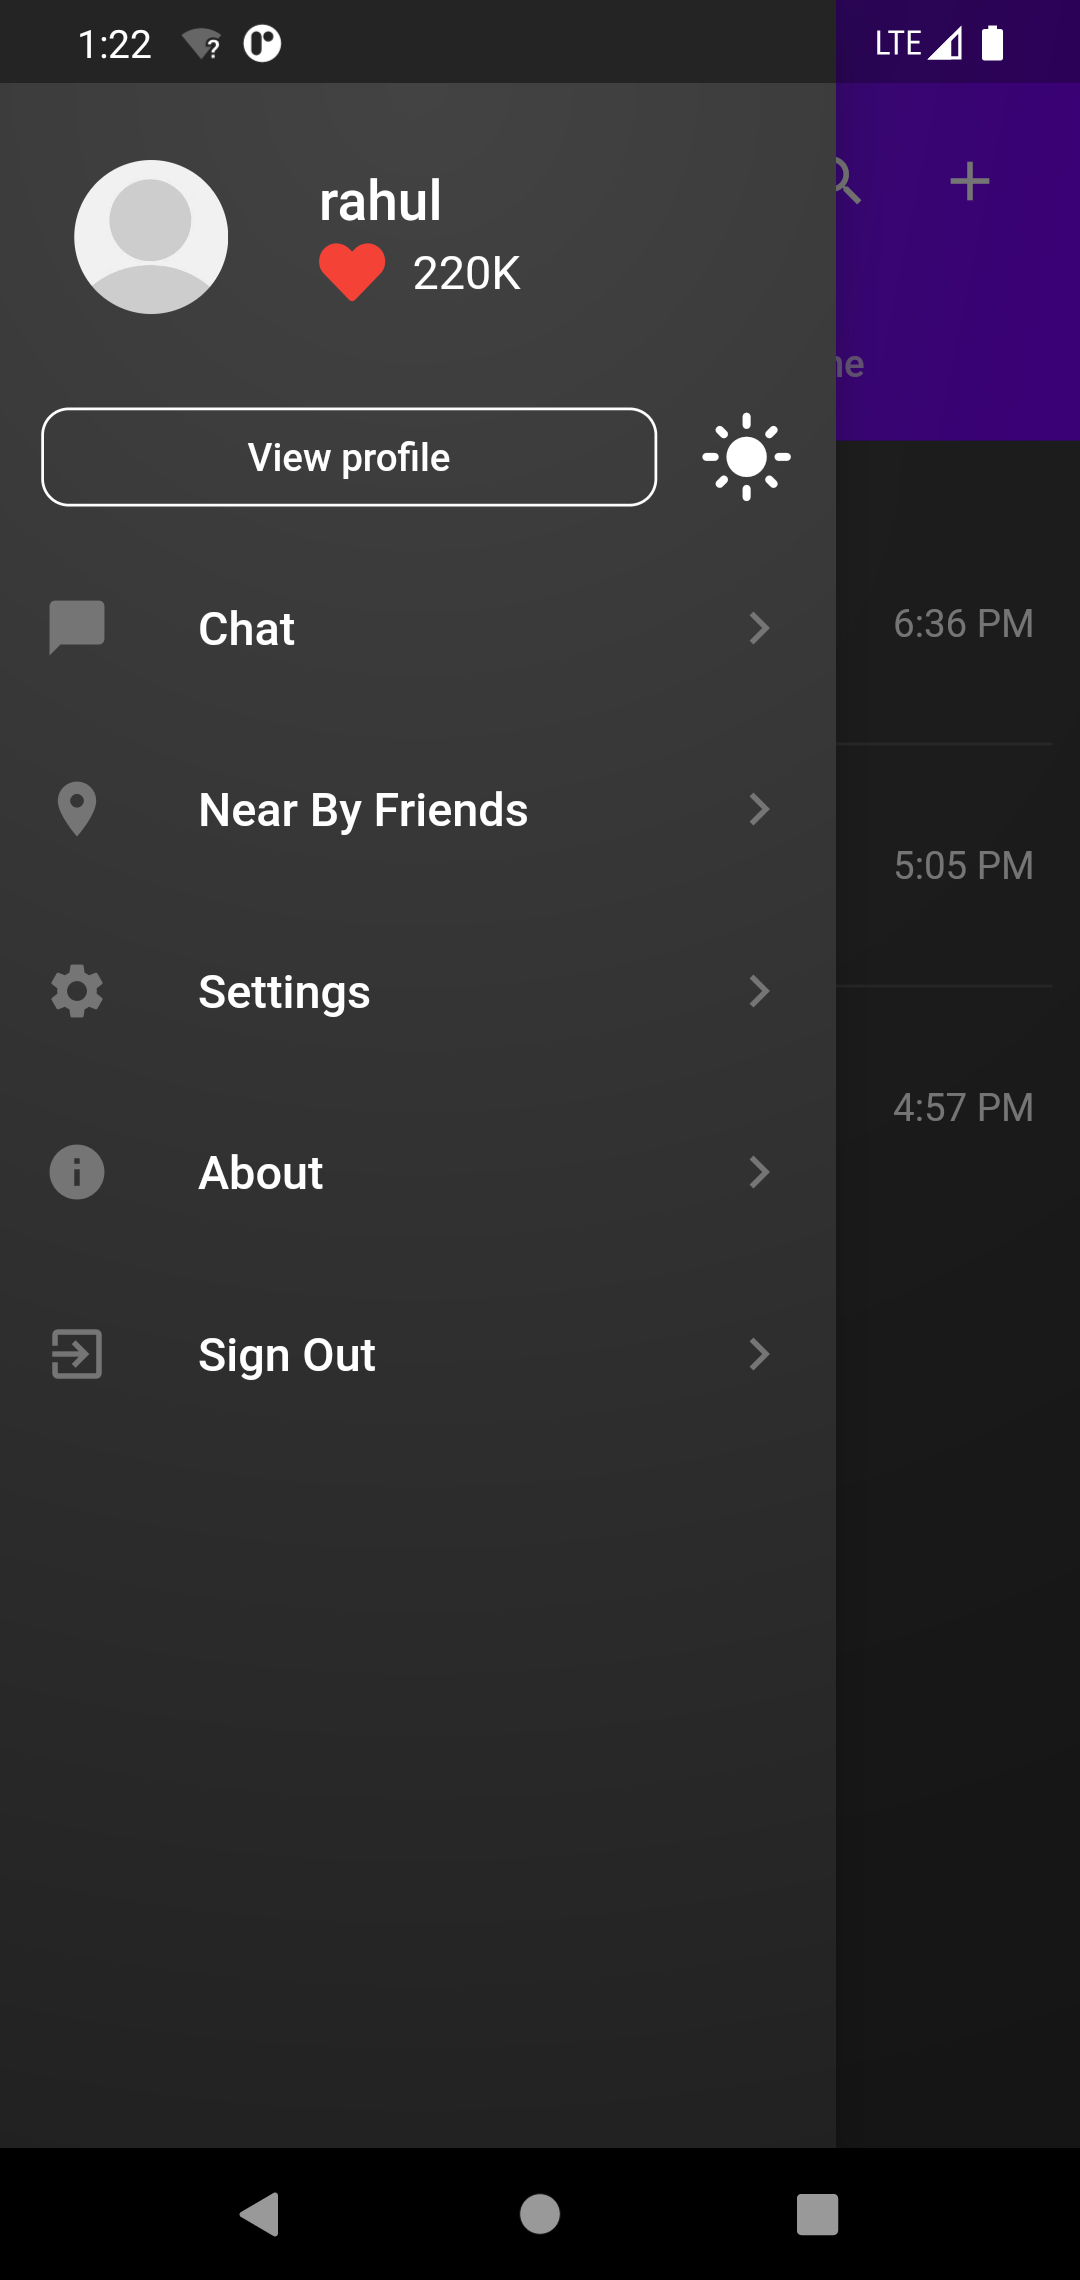 1:22
LTE
rahul
220K
View profile
Chat
6:36 PM
Near By Friends
5:05 PM
Settings
4:57 PM
About
Sign Out